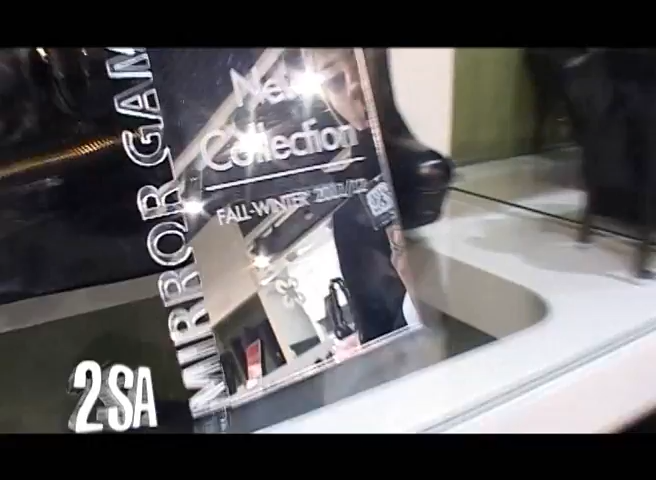 MIRROR GAM
New
Collection
FALL-WINTER 2011/12
2SA